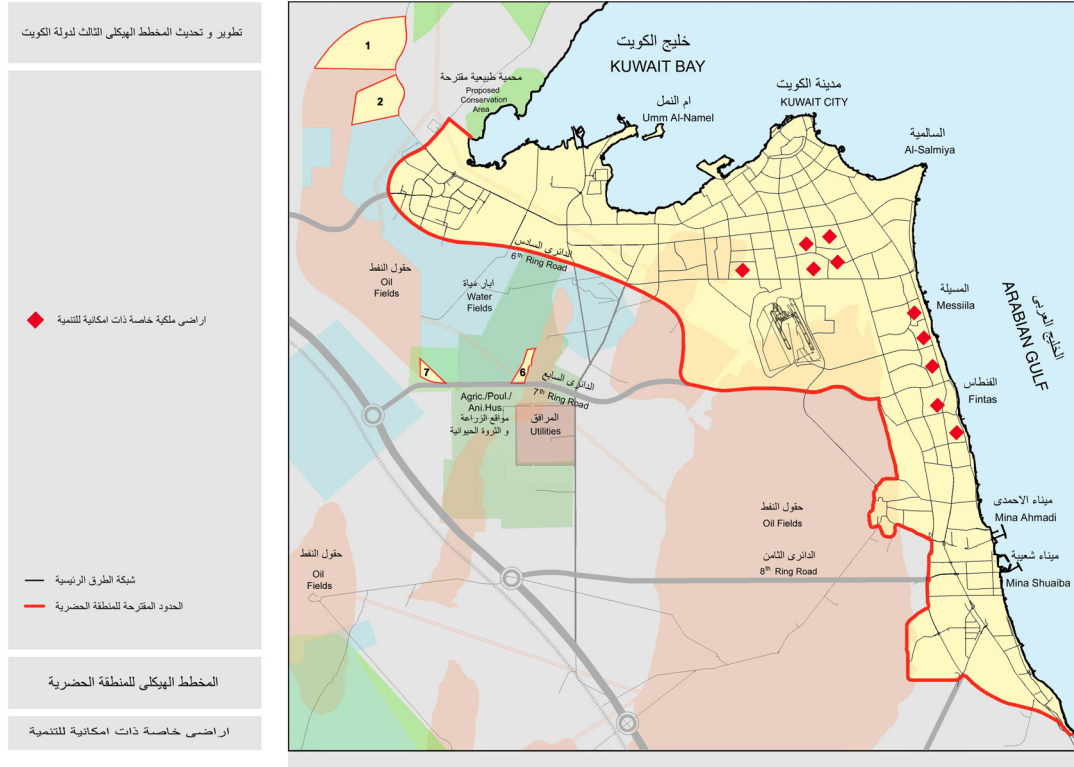 تطوير و تحديث المخطط الهيكلى الثالث لدولة الكويت
اراضى ملكية خاصة ذات امكانية للتنمية
شبكة الطرق الرئيسية
الحدود المقترحة للمنطقة الحضرية
المخطط الهيكلى للمنطقة الحضرية
اراضى خاصة ذات امكانية للتنمية
1
2
محمية طبيعية مقترحة
Proposed
Conservation
Area
خليج الكويت
KUWAIT BAY
ام النمل
Umm Al-Namel
مدينة الكويت
KUWAIT CITY
السالمية
Al-Salmiya
الدائرى السادس
6th Ring Road
حقول النفط
Oil
Fields
ابار مياة
Water
Fields
المسيلة
Messiila
الخليج العربى
ARABIAN GULF
7
6
الدائرى السابع
7th Ring Road
الفنطاس
Fintas
Agric./Poul./
Ani.Hus.
مواقع الزراعة
و الثروة الحيوانية
المرافق
Utilities
حقول النفط
Oil Fields
ميناء الاحمدى
Mina Ahmadi
الدائرى الثامن
8th Ring Road
ميناء شعيبة
Mina Shuaiba
حقول النفط
Oil
Fields